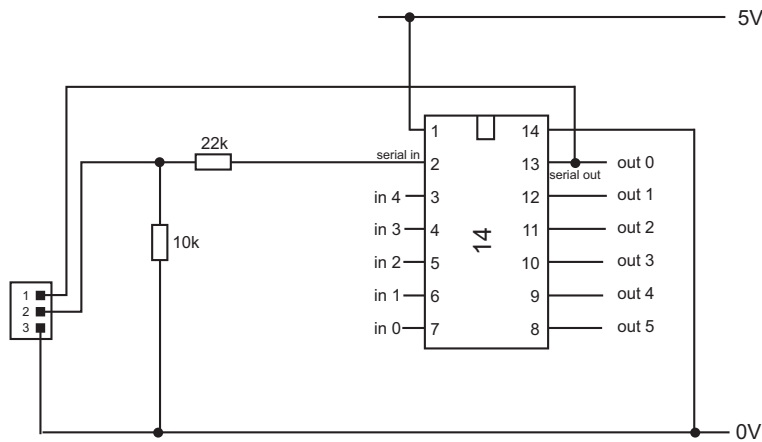 5V
22k
serial in
1
14
2
13
out 0
serial out
in 4
3
12
out 1
in 3
4
11
out 2
14
10k
in 2
5
10
out 3
in 1
6
9
out 4
in 0
7
8
out 5
1
2
3
0V